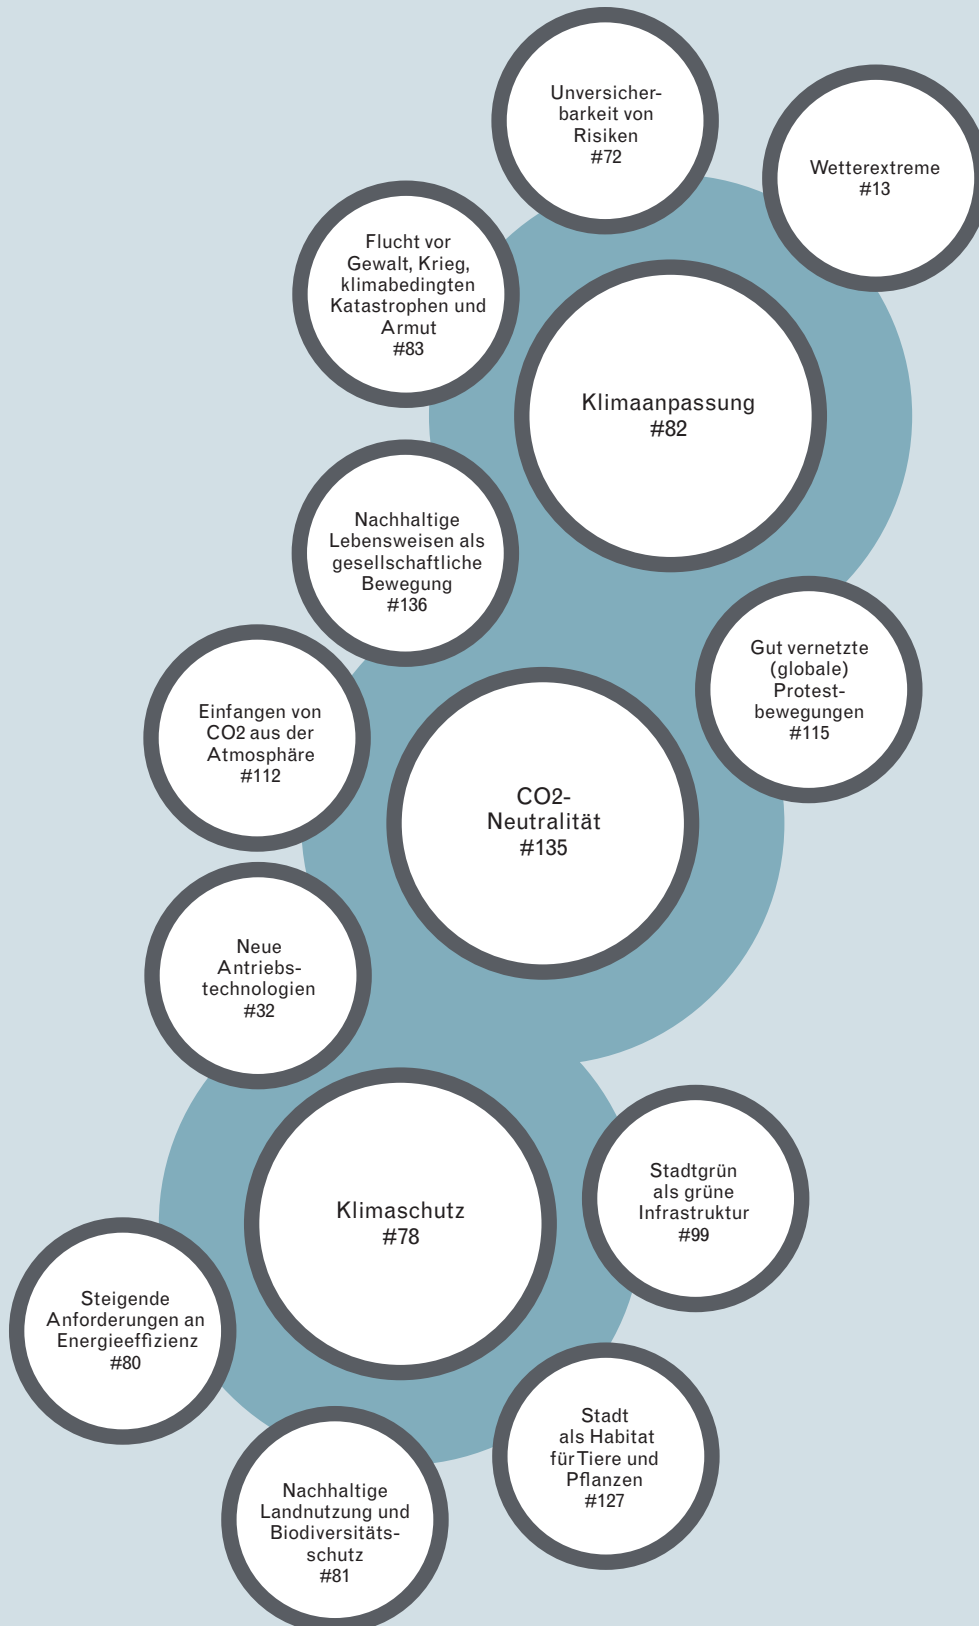 Unversicher-
barkeit von
Risiken
#72
Wetterextreme
#13
Flucht vor
Gewalt, Krieg,
klimabedingten
Katastrophen und
Armut
#83
Klimaanpassung
#82
Nachhaltige
Lebensweisen als
gesellschaftliche
Bewegung
#136
Gut vernetzte
(globale)
Protest-
bewegungen
#115
Einfangen von
CO2 aus der
Atmosphäre
#112
CO2-
Neutralität
#135
Neue
Antriebs-
technologien
#32
Klimaschutz
#78
Stadtgrün
als grüne
Infrastruktur
#99
Steigende
Anforderungen an
Energieeffizienz
#80
Stadt
als Habitat
für Tiere und
Pflanzen
#127
Nachhaltige
Landnutzung und
Biodiversitäts-
schutz
#81